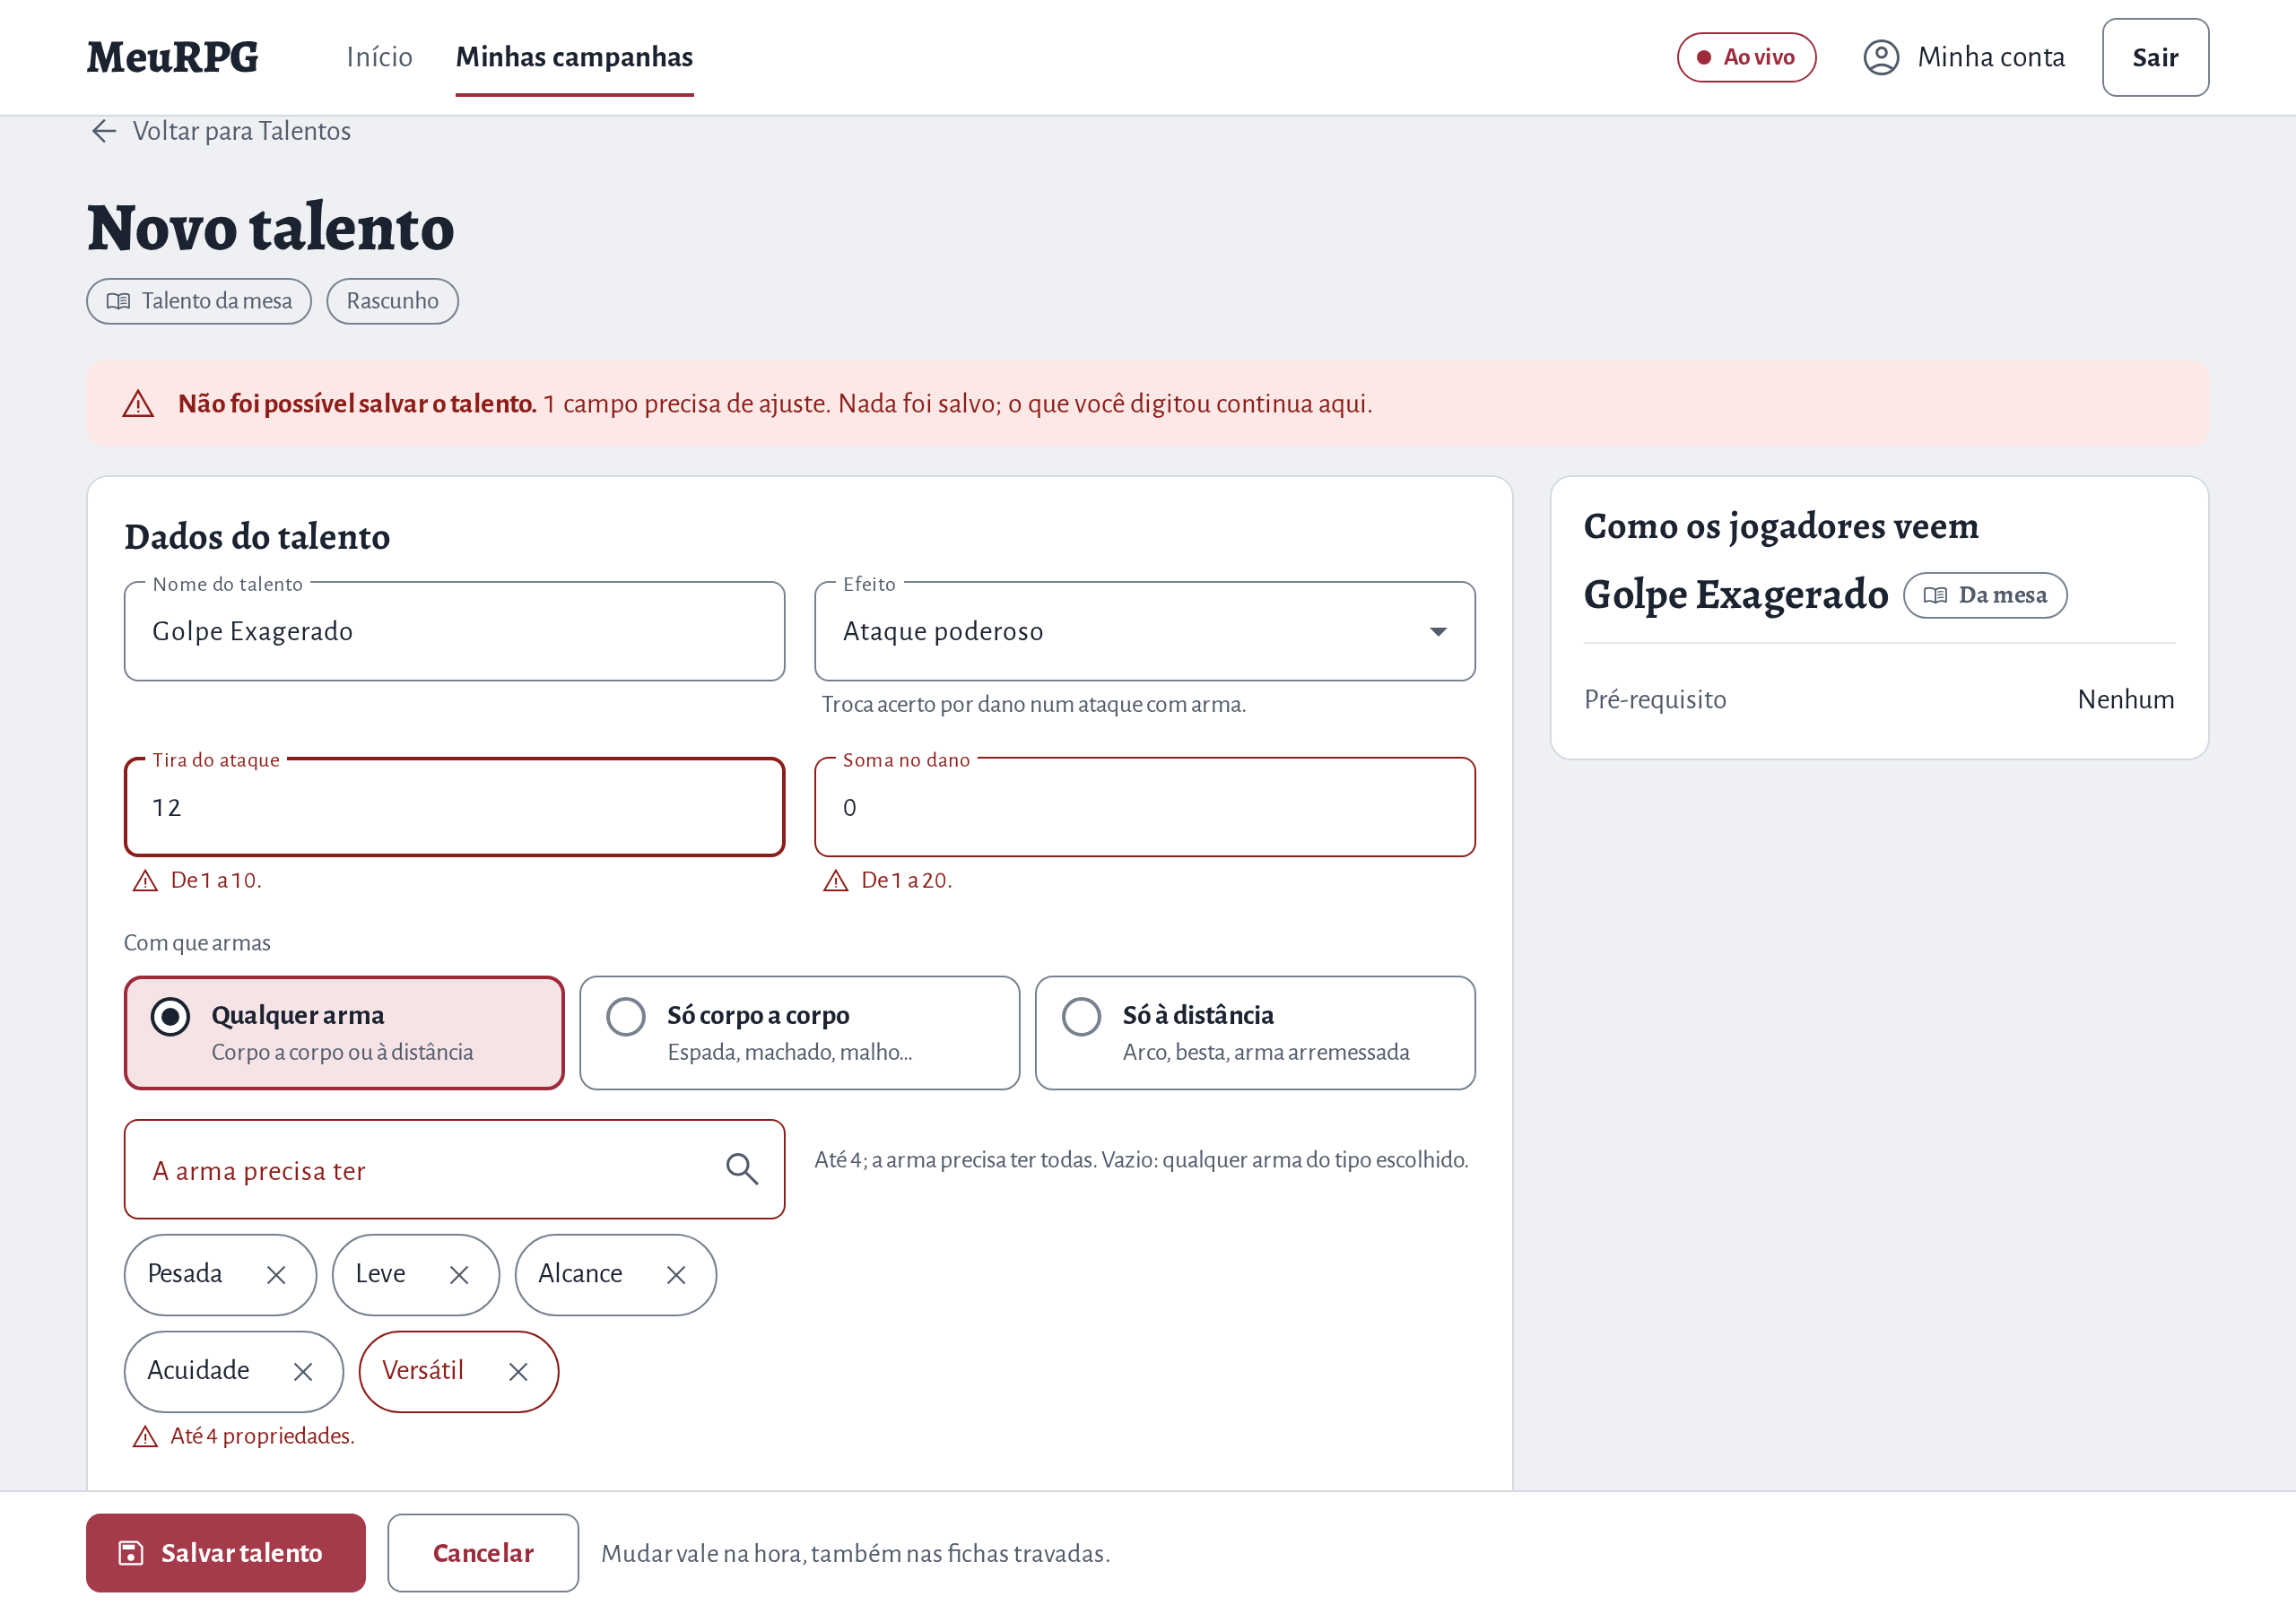 MeuRPG
Início
Minhas campanhas
Ao vivo
Minha conta
Sair
Voltar para Talentos
Novo talento
Talento da mesa
Rascunho
Não foi possível salvar o talento. 1 campo precisa de ajuste. Nada foi salvo; o que você digitou continua aqui.
Dados do talento
Nome do talento
Golpe Exagerado
Efeito
Ataque poderoso
Troca acerto por dano num ataque com arma.
Tira do ataque
12
De 1 a 10.
Soma no dano
0
De 1 a 20.
Com que armas
Qualquer arma
Corpo a corpo ou à distância
Só corpo a corpo
Espada, machado, malho...
Só à distância
Arco, besta, arma arremessada
A arma precisa ter
Até 4; a arma precisa ter todas. Vazio: qualquer arma do tipo escolhido.
Pesada
Leve
Alcance
Acuidade
Versátil
Até 4 propriedades.
Como os jogadores veem
Golpe Exagerado
Da mesa
Pré-requisito
Nenhum
Salvar talento
Cancelar
Mudar vale na hora, também nas fichas travadas.